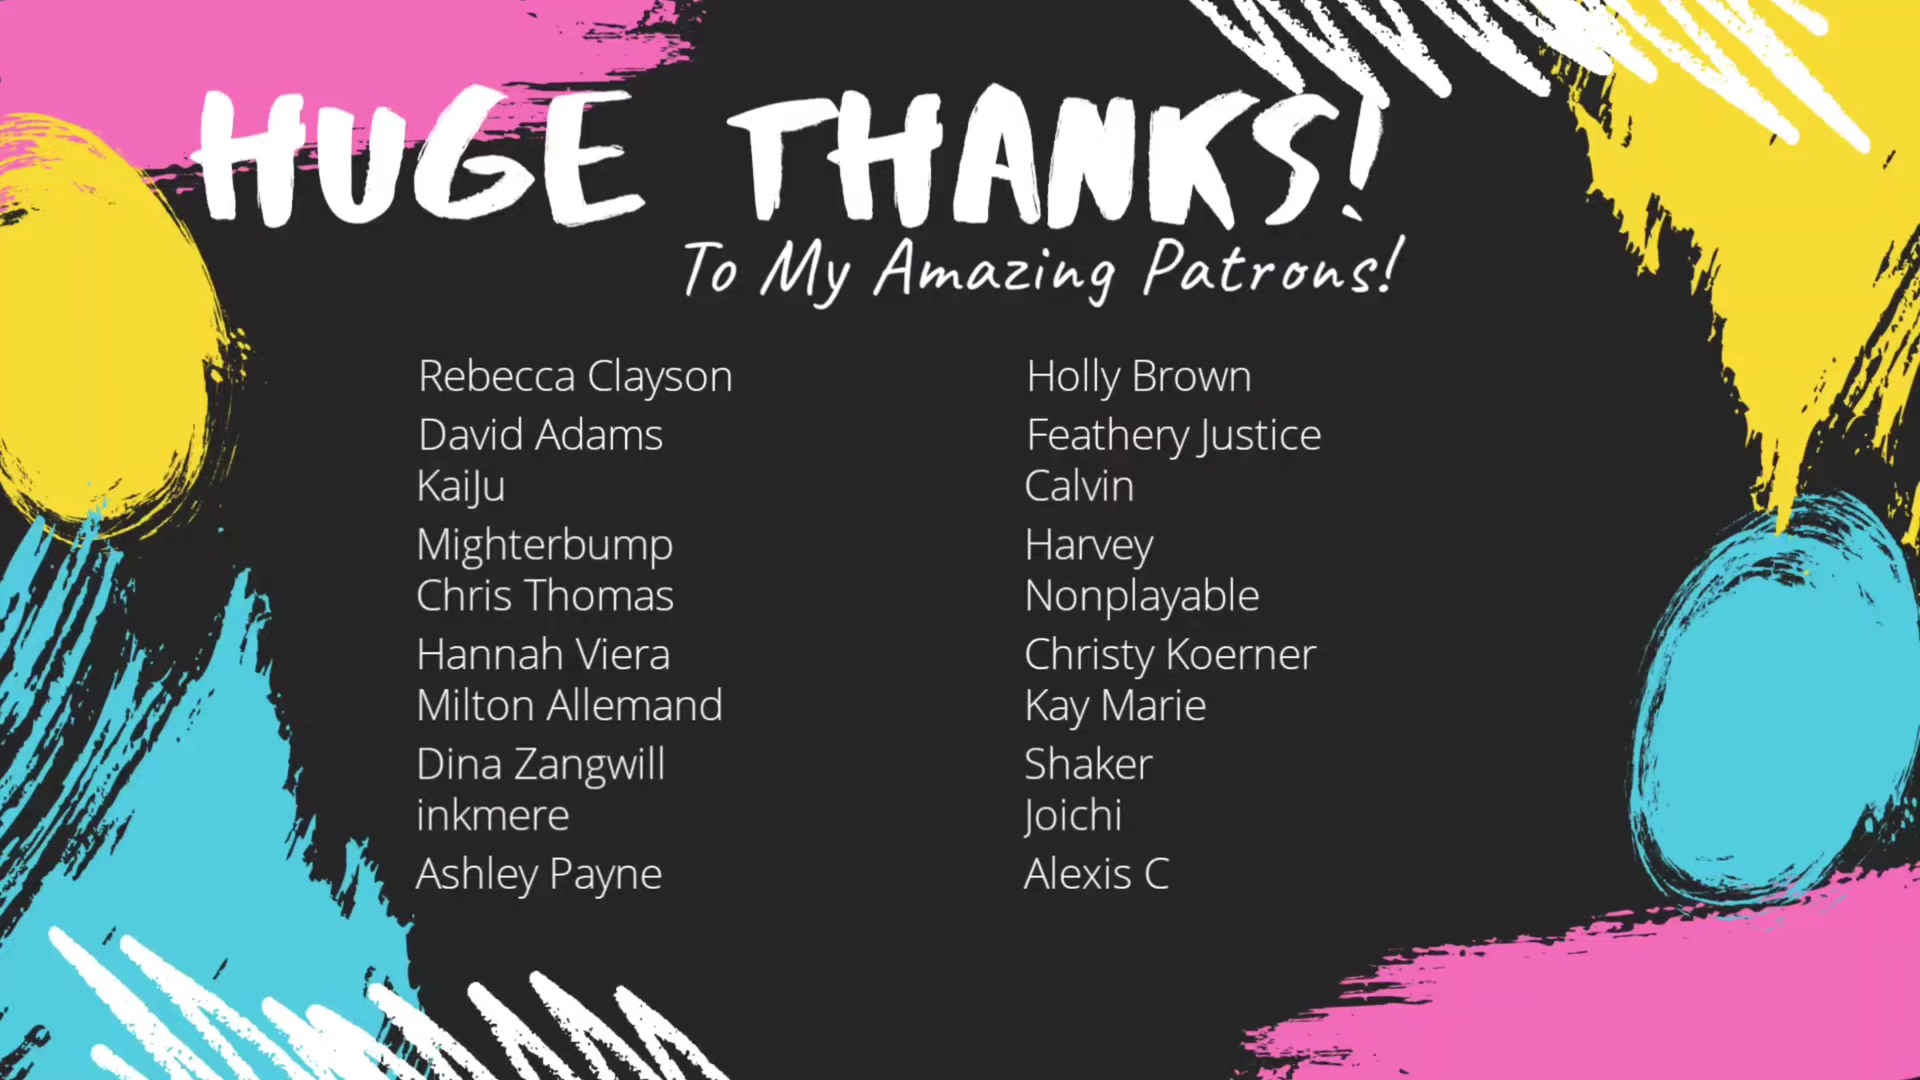 HUGE THANKS!
To My Amazing Patrons!
Rebecca Clayson
David Adams
KaiJu
Mighterbump
Chris Thomas
Hannah Viera
Milton Allemand
Dina Zangwill
inkmere
Ashley Payne
Holly Brown
Feathery Justice
Calvin
Harvey
Nonplayable
Christy Koerner
Kay Marie
Shaker
Joichi
Alexis C